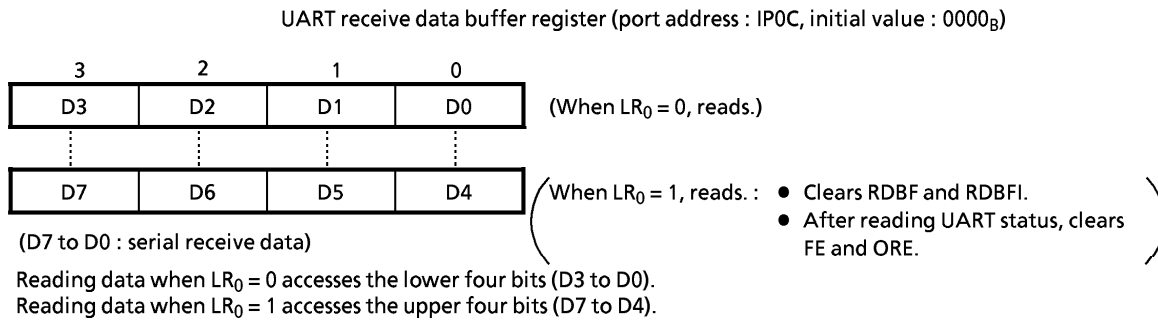 UART receive data buffer register (port address : IP0C, initial value : 0000B)
3 2 1 0
D3 D2 D1 D0 (When LR0 = 0, reads.)
D7 D6 D5 D4 (When LR0 = 1, reads. : ● Clears RDBF and RDBFI.
● After reading UART status, clears
FE and ORE. )
(D7 to D0 : serial receive data)
Reading data when LR0 = 0 accesses the lower four bits (D3 to D0).
Reading data when LR0 = 1 accesses the upper four bits (D7 to D4).